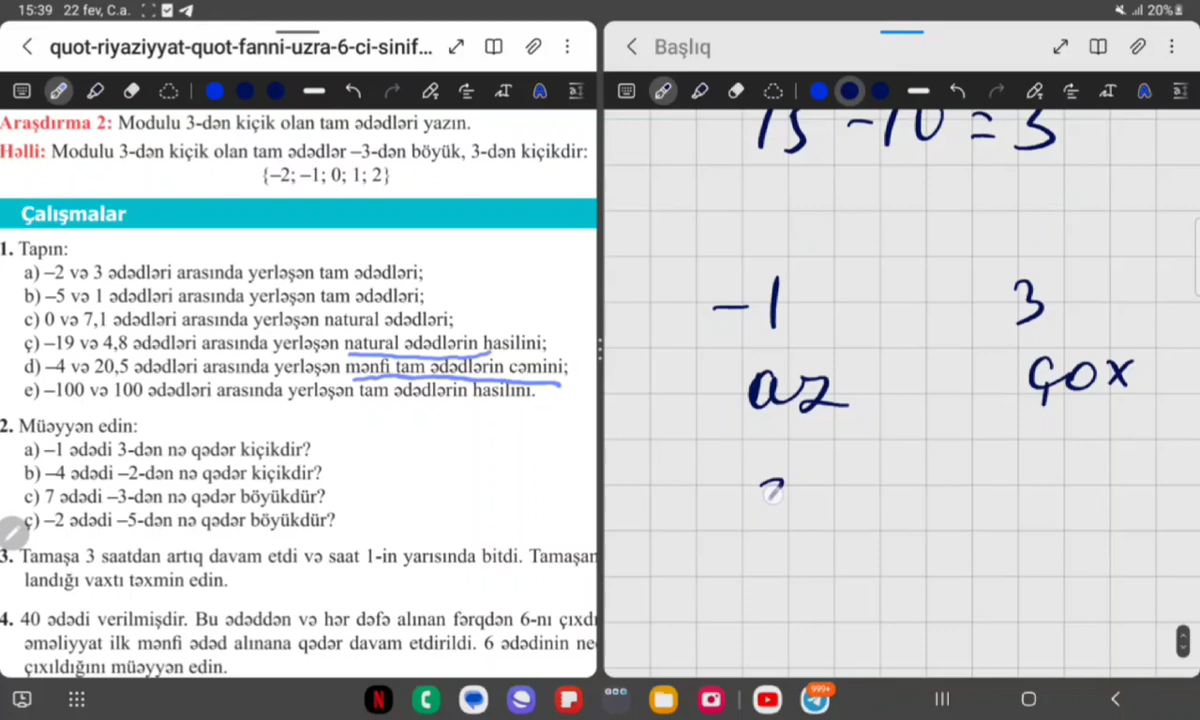 15:39 22 fev, C.a. 20%
quot-riyaziyyat-quot-fanni-uzra-6-ci-sinif...
Araşdırma 2: Modulu 3-dən kiçik olan tam ədədləri yazın.
Həlli: Modulu 3-dən kiçik olan tam ədədlər –3-dən böyük, 3-dən kiçikdir:
{–2; –1; 0; 1; 2}
Çalışmalar
1. Tapın:
a) –2 və 3 ədədləri arasında yerləşən tam ədədləri;
b) –5 və 1 ədədləri arasında yerləşən tam ədədləri;
c) 0 və 7,1 ədədləri arasında yerləşən natural ədədləri;
ç) –19 və 4,8 ədədləri arasında yerləşən natural ədədlərin hasilini;
d) –4 və 20,5 ədədləri arasında yerləşən mənfi tam ədədlərin cəmini;
e) –100 və 100 ədədləri arasında yerləşən tam ədədlərin hasilini.
2. Müəyyən edin:
a) –1 ədədi 3-dən nə qədər kiçikdir?
b) –4 ədədi –2-dən nə qədər kiçikdir?
c) 7 ədədi –3-dən nə qədər böyükdür?
ç) –2 ədədi –5-dən nə qədər böyükdür?
3. Tamaşa 3 saatdan artıq davam etdi və saat 1-in yarısında bitdi. Tamaşan
landığı vaxtı təxmin edin.
4. 40 ədədi verilmişdir. Bu ədəddən və hər dəfə alınan fərqdən 6-nı çıxdı
əməliyyat ilk mənfi ədəd alınana qədər davam etdirildi. 6 ədədinin ne
çıxıldığını müəyyən edin.
Başlıq
–10 = 3
–1 3
az çox
999+